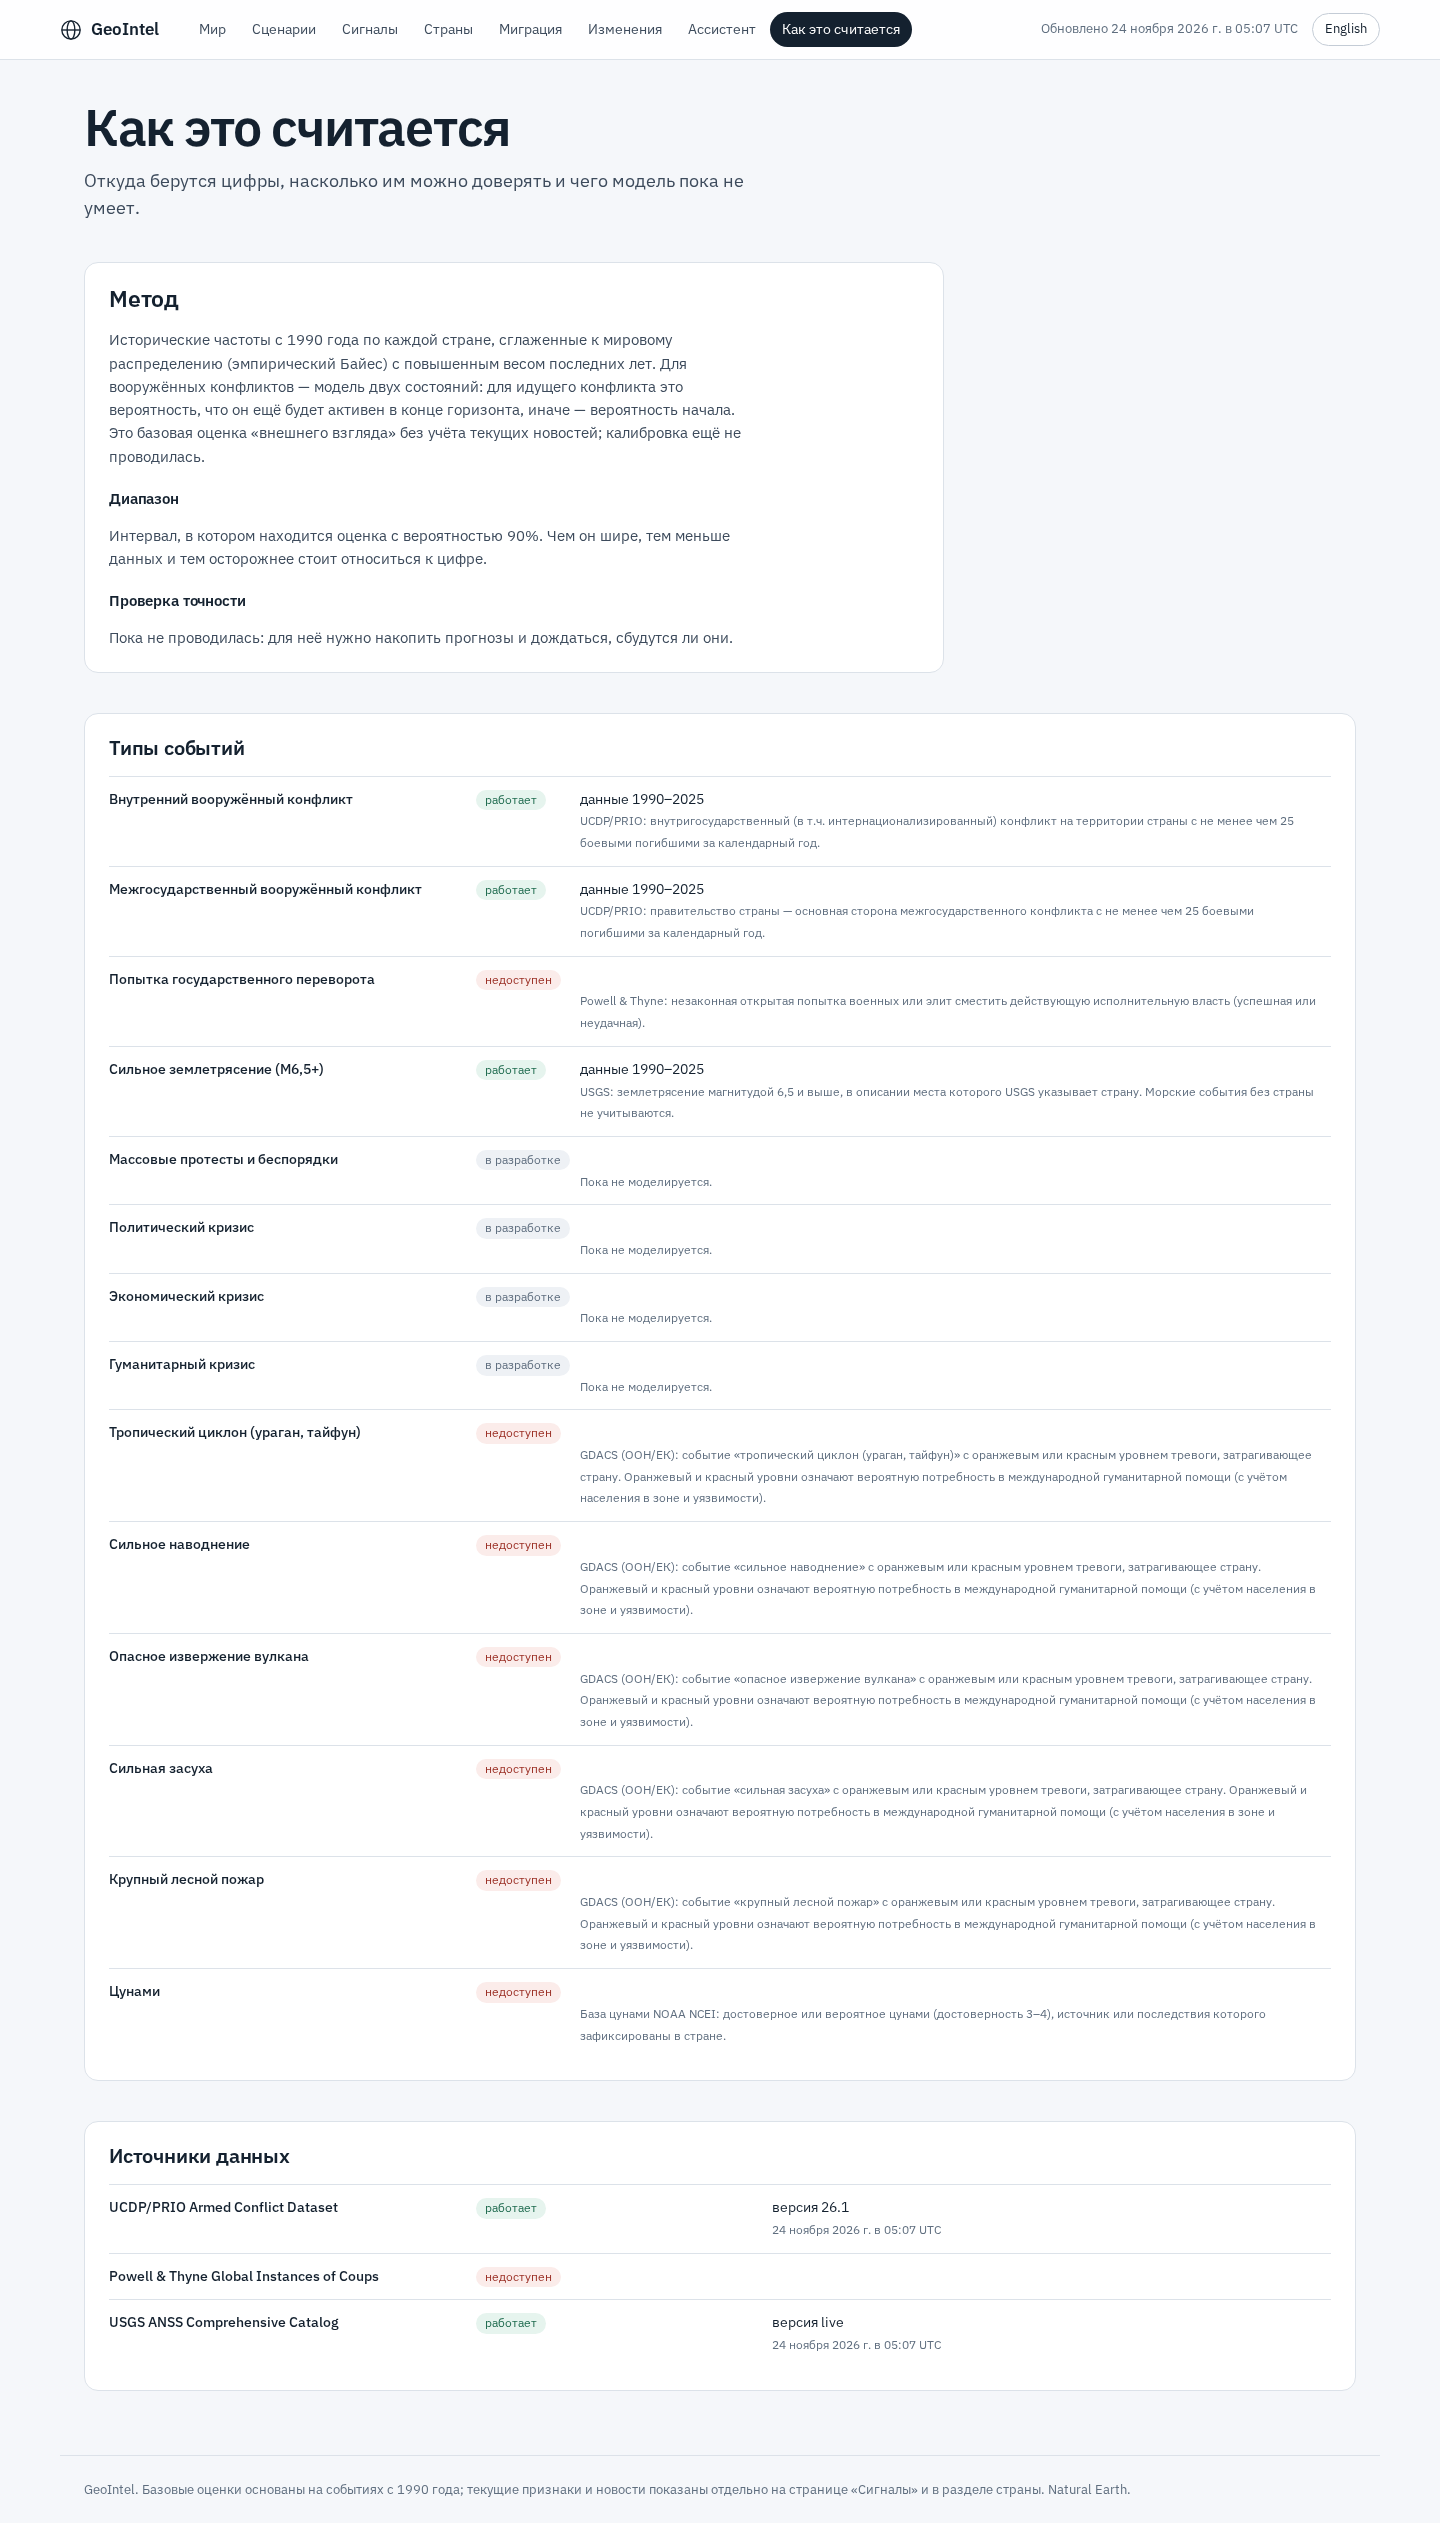 GeoIntel Мир Сценарии Сигналы Страны Миграция Изменения Ассистент Как это считается Обновлено 24 ноября 2026 г. в 05:07 UTC English
Как это считается
Откуда берутся цифры, насколько им можно доверять и чего модель пока не
умеет.
Метод
Исторические частоты с 1990 года по каждой стране, сглаженные к мировому
распределению (эмпирический Байес) с повышенным весом последних лет. Для
вооружённых конфликтов — модель двух состояний: для идущего конфликта это
вероятность, что он ещё будет активен в конце горизонта, иначе — вероятность начала.
Это базовая оценка «внешнего взгляда» без учёта текущих новостей; калибровка ещё не
проводилась.
Диапазон
Интервал, в котором находится оценка с вероятностью 90%. Чем он шире, тем меньше
данных и тем осторожнее стоит относиться к цифре.
Проверка точности
Пока не проводилась: для неё нужно накопить прогнозы и дождаться, сбудутся ли они.
Типы событий
Внутренний вооружённый конфликт работает данные 1990–2025
UCDP/PRIO: внутригосударственный (в т.ч. интернационализированный) конфликт на территории страны с не менее чем 25
боевыми погибшими за календарный год.
Межгосударственный вооружённый конфликт работает данные 1990–2025
UCDP/PRIO: правительство страны — основная сторона межгосударственного конфликта с не менее чем 25 боевыми
погибшими за календарный год.
Попытка государственного переворота недоступен
Powell & Thyne: незаконная открытая попытка военных или элит сместить действующую исполнительную власть (успешная или
неудачная).
Сильное землетрясение (M6,5+) работает данные 1990–2025
USGS: землетрясение магнитудой 6,5 и выше, в описании места которого USGS указывает страну. Морские события без страны
не учитываются.
Массовые протесты и беспорядки в разработке
Пока не моделируется.
Политический кризис в разработке
Пока не моделируется.
Экономический кризис в разработке
Пока не моделируется.
Гуманитарный кризис в разработке
Пока не моделируется.
Тропический циклон (ураган, тайфун) недоступен
GDACS (ООН/ЕК): событие «тропический циклон (ураган, тайфун)» с оранжевым или красным уровнем тревоги, затрагивающее
страну. Оранжевый и красный уровни означают вероятную потребность в международной гуманитарной помощи (с учётом
населения в зоне и уязвимости).
Сильное наводнение недоступен
GDACS (ООН/ЕК): событие «сильное наводнение» с оранжевым или красным уровнем тревоги, затрагивающее страну.
Оранжевый и красный уровни означают вероятную потребность в международной гуманитарной помощи (с учётом населения в
зоне и уязвимости).
Опасное извержение вулкана недоступен
GDACS (ООН/ЕК): событие «опасное извержение вулкана» с оранжевым или красным уровнем тревоги, затрагивающее страну.
Оранжевый и красный уровни означают вероятную потребность в международной гуманитарной помощи (с учётом населения в
зоне и уязвимости).
Сильная засуха недоступен
GDACS (ООН/ЕК): событие «сильная засуха» с оранжевым или красным уровнем тревоги, затрагивающее страну. Оранжевый и
красный уровни означают вероятную потребность в международной гуманитарной помощи (с учётом населения в зоне и
уязвимости).
Крупный лесной пожар недоступен
GDACS (ООН/ЕК): событие «крупный лесной пожар» с оранжевым или красным уровнем тревоги, затрагивающее страну.
Оранжевый и красный уровни означают вероятную потребность в международной гуманитарной помощи (с учётом населения в
зоне и уязвимости).
Цунами недоступен
База цунами NOAA NCEI: достоверное или вероятное цунами (достоверность 3–4), источник или последствия которого
зафиксированы в стране.
Источники данных
UCDP/PRIO Armed Conflict Dataset работает версия 26.1
24 ноября 2026 г. в 05:07 UTC
Powell & Thyne Global Instances of Coups недоступен
USGS ANSS Comprehensive Catalog работает версия live
24 ноября 2026 г. в 05:07 UTC
GeoIntel. Базовые оценки основаны на событиях с 1990 года; текущие признаки и новости показаны отдельно на странице «Сигналы» и в разделе страны. Natural Earth.